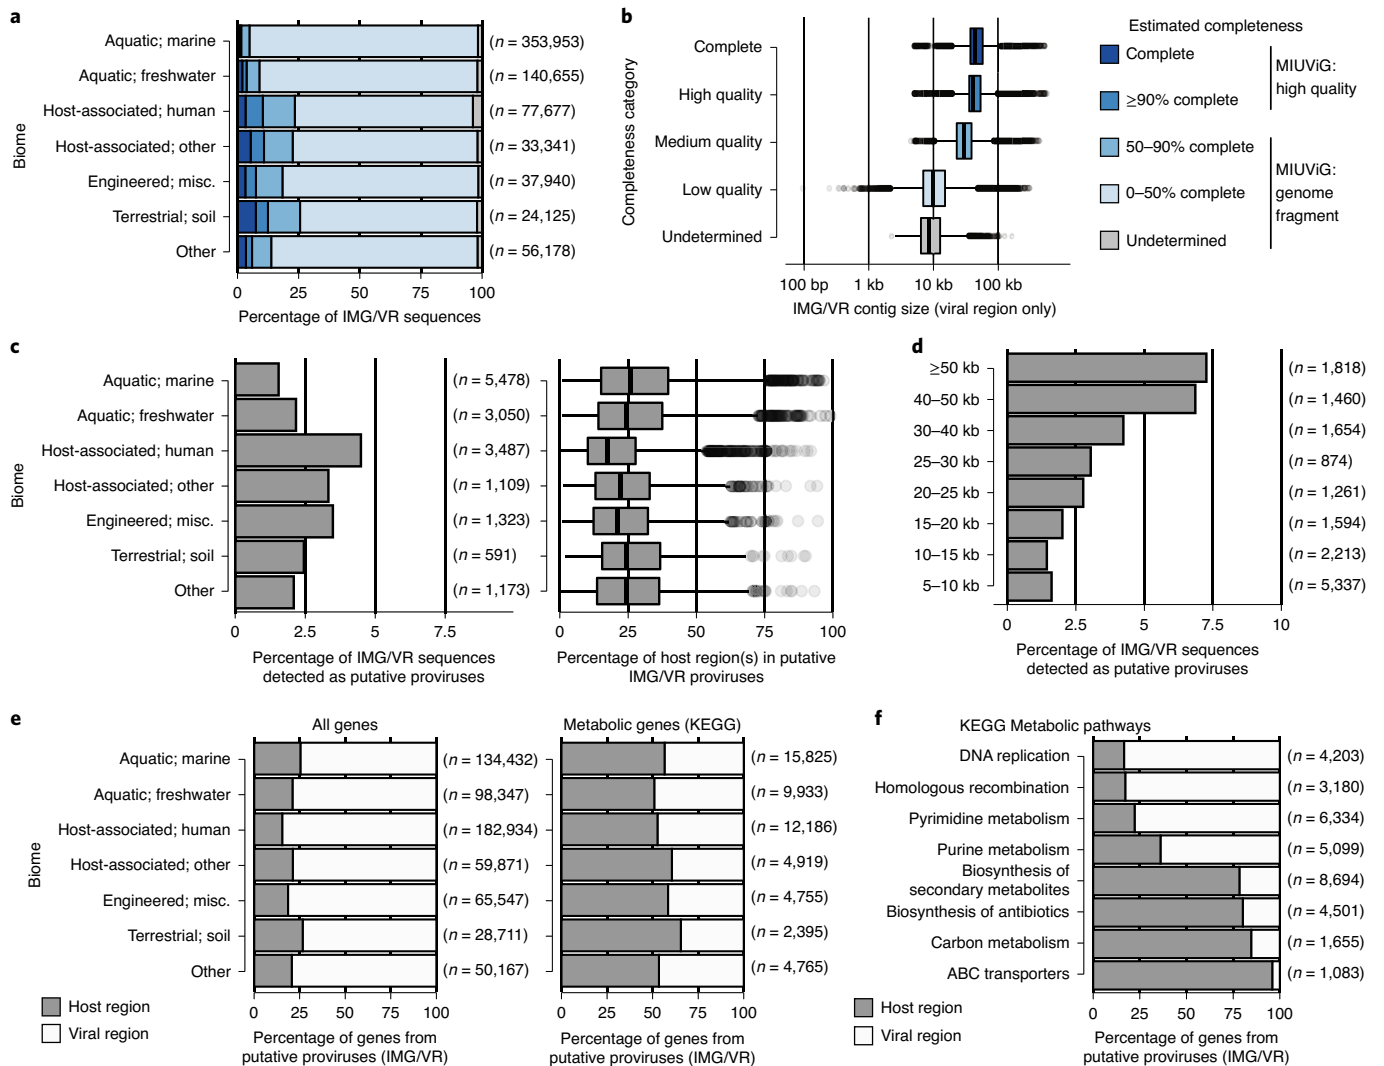 a
Biome
Aquatic; marine
(n = 353,953)
Aquatic; freshwater
(n = 140,655)
Host-associated; human
(n = 77,677)
Host-associated; other
(n = 33,341)
Engineered; misc.
(n = 37,940)
Terrestrial; soil
(n = 24,125)
Other
(n = 56,178)
0 25 50 75 100
Percentage of IMG/VR sequences
b
Completeness category
Complete
High quality
Medium quality
Low quality
Undetermined
100 bp 1 kb 10 kb 100 kb
IMG/VR contig size (viral region only)
Estimated completeness
Complete
≥90% complete
MIUViG:
high quality
50–90% complete
0–50% complete
Undetermined
MIUViG:
genome
fragment
c
Biome
Aquatic; marine
(n = 5,478)
Aquatic; freshwater
(n = 3,050)
Host-associated; human
(n = 3,487)
Host-associated; other
(n = 1,109)
Engineered; misc.
(n = 1,323)
Terrestrial; soil
(n = 591)
Other
(n = 1,173)
0 2.5 5 7.5
Percentage of IMG/VR sequences
detected as putative proviruses
0 25 50 75 100
Percentage of host region(s) in putative
IMG/VR proviruses
d
≥50 kb
(n = 1,818)
40–50 kb
(n = 1,460)
30–40 kb
(n = 1,654)
25–30 kb
(n = 874)
20–25 kb
(n = 1,261)
15–20 kb
(n = 1,594)
10–15 kb
(n = 2,213)
5–10 kb
(n = 5,337)
0 2.5 5 7.5 10
Percentage of IMG/VR sequences
detected as putative proviruses
e
Biome
All genes
Metabolic genes (KEGG)
Aquatic; marine
(n = 134,432)
(n = 15,825)
Aquatic; freshwater
(n = 98,347)
(n = 9,933)
Host-associated; human
(n = 182,934)
(n = 12,186)
Host-associated; other
(n = 59,871)
(n = 4,919)
Engineered; misc.
(n = 65,547)
(n = 4,755)
Terrestrial; soil
(n = 28,711)
(n = 2,395)
Other
(n = 50,167)
(n = 4,765)
0 25 50 75 100
0 25 50 75 100
Host region
Viral region
Percentage of genes from
putative proviruses (IMG/VR)
Percentage of genes from
putative proviruses (IMG/VR)
f
KEGG Metabolic pathways
DNA replication
(n = 4,203)
Homologous recombination
(n = 3,180)
Pyrimidine metabolism
(n = 6,334)
Purine metabolism
(n = 5,099)
Biosynthesis of
secondary metabolites
(n = 8,694)
Biosynthesis of antibiotics
(n = 4,501)
Carbon metabolism
(n = 1,655)
ABC transporters
(n = 1,083)
0 25 50 75 100
Host region
Viral region
Percentage of genes from
putative proviruses (IMG/VR)